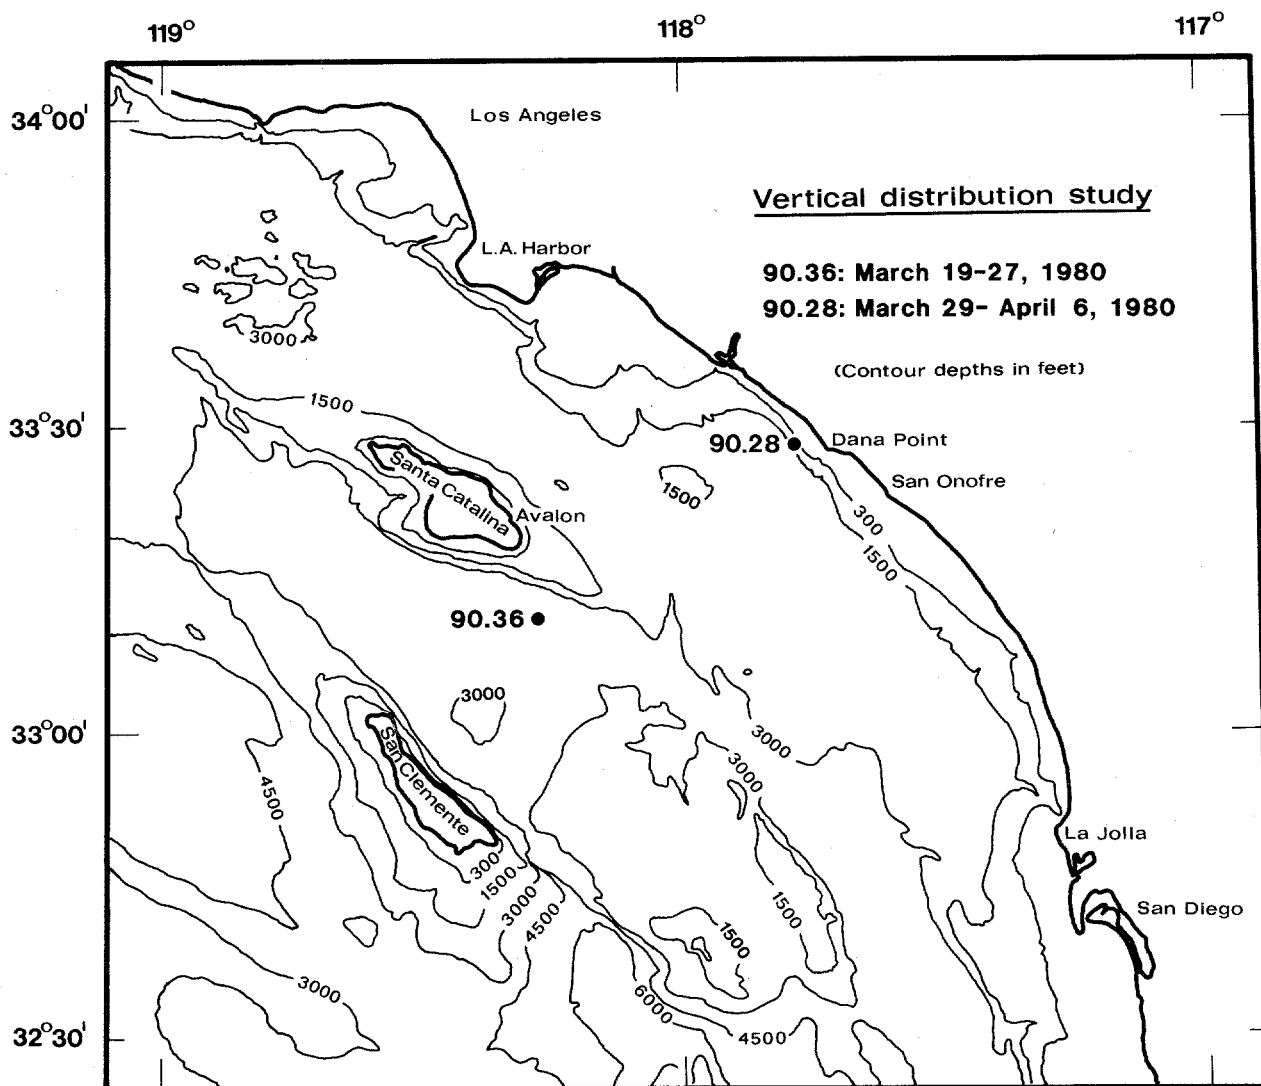 119° 118° 117°
34°00'
Los Angeles
Vertical distribution study
L.A. Harbor
90.36: March 19-27, 1980
90.28: March 29- April 6, 1980
3000
(Contour depths in feet)
1500
33°30'
90.28
Dana Point
Santa Catalina
San Onofre
1500
Avalon
300
1500
90.36
3000
33°00'
3000
3000
San Clemente
4500
La Jolla
300
1500
3000
4500
1500
San Diego
1500
3000
6000
32°30'
4500